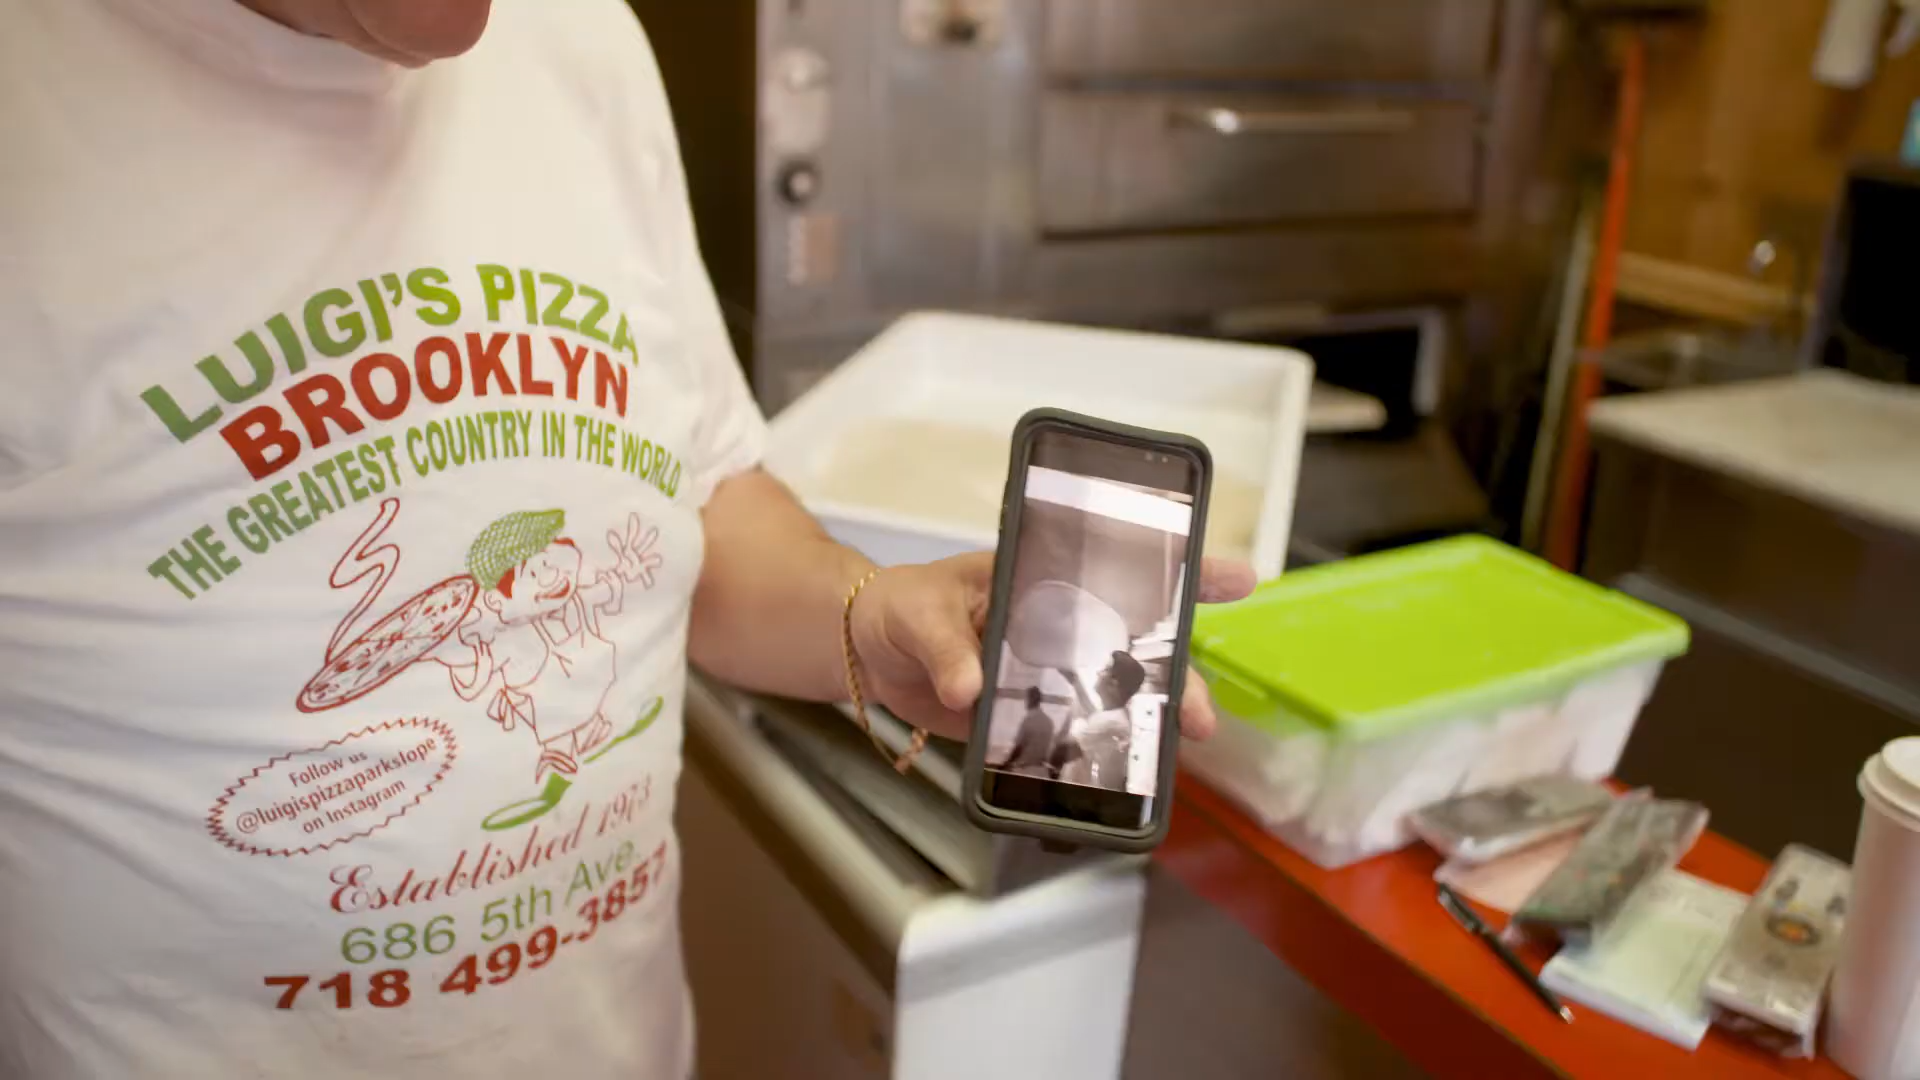 LUIGI'S PIZZA
BROOKLYN
THE GREATEST COUNTRY IN THE WORLD
Follow us
@luigispizzaparkslope
on Instagram
Established 1973
686 5th Ave.
718 499-3857